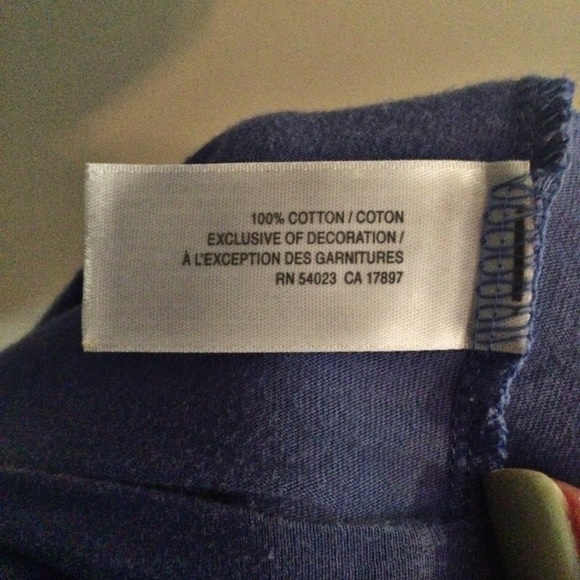 100% COTTON / COTON
EXCLUSIVE OF DECORATION /
À L'EXCEPTION DES GARNITURES
RN 54023 CA 17897